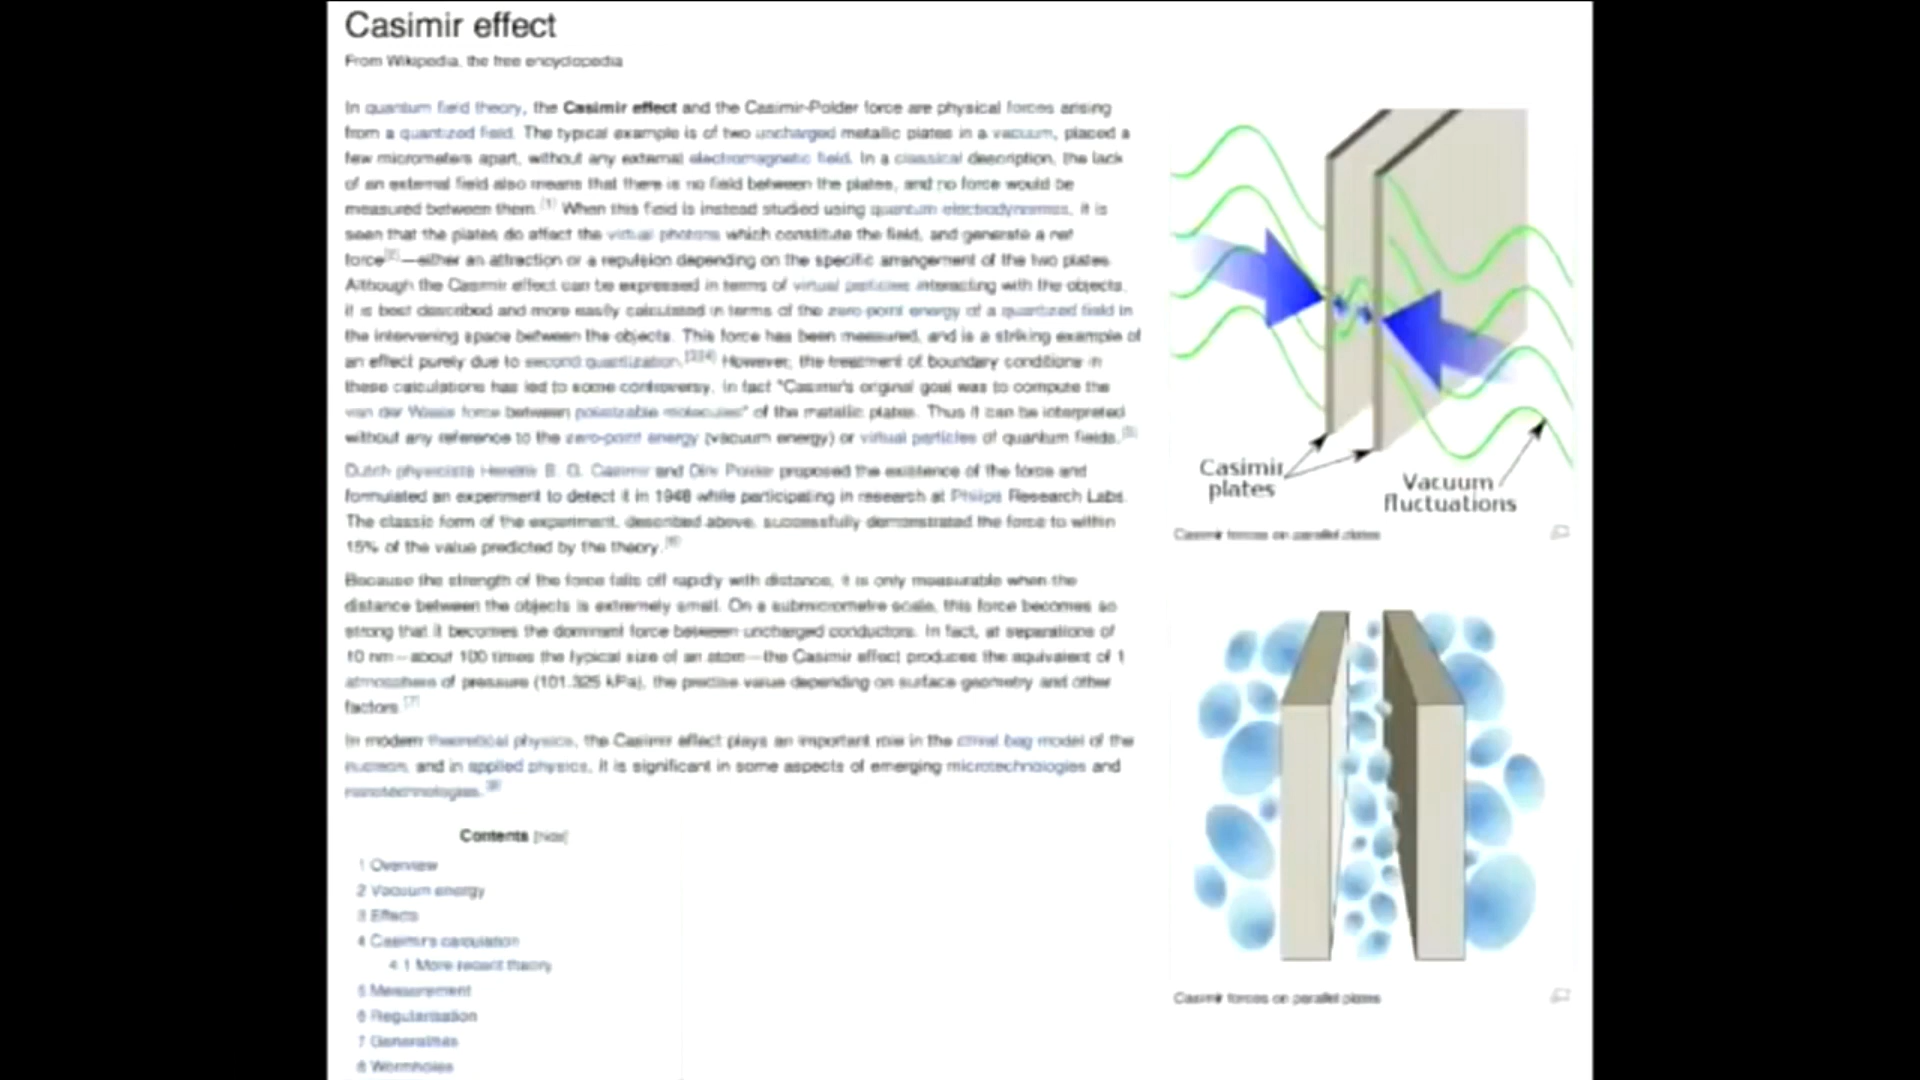 Casimir effect
From Wikipedia, the free encyclopedia
In quantum field theory, the Casimir effect and the Casimir-Polder force are physical forces arising
from a quantized field. The typical example is of two uncharged metallic plates in a vacuum, placed a
few micrometers apart, without any external electromagnetic field. In a classical description, the lack
of an external field also means that there is no field between the plates, and no force would be
measured between them.[1] When this field is instead studied using quantum electrodynamics, it is
seen that the plates do affect the virtual photons which constitute the field, and generate a net
force[2]—either an attraction or a repulsion depending on the specific arrangement of the two plates.
Although the Casimir effect can be expressed in terms of virtual particles interacting with the objects,
it is best described and more easily calculated in terms of the zero-point energy of a quantized field in
the intervening space between the objects. This force has been measured, and is a striking example of
an effect purely due to second quantization.[3][4] However, the treatment of boundary conditions in
these calculations has led to some controversy. In fact "Casimir's original goal was to compute the
van der Waals force between polarizable molecules" of the metallic plates. Thus it can be interpreted
without any reference to the zero-point energy (vacuum energy) or virtual particles of quantum fields.[5]
Dutch physicists Hendrik B. G. Casimir and Dirk Polder proposed the existence of the force and
formulated an experiment to detect it in 1948 while participating in research at Philips Research Labs.
The classic form of the experiment, described above, successfully demonstrated the force to within
15% of the value predicted by the theory.[6]
Because the strength of the force falls off rapidly with distance, it is only measurable when the
distance between the objects is extremely small. On a submicrometre scale, this force becomes so
strong that it becomes the dominant force between uncharged conductors. In fact, at separations of
10 nm—about 100 times the typical size of an atom—the Casimir effect produces the equivalent of 1
atmosphere of pressure (101.325 kPa), the precise value depending on surface geometry and other
factors.[7]
In modern theoretical physics, the Casimir effect plays an important role in the chiral bag model of the
nucleon; and in applied physics, it is significant in some aspects of emerging microtechnologies and
nanotechnologies.[8]
Contents [hide]
1 Overview
2 Vacuum energy
3 Effects
4 Casimir's calculation
4.1 More recent theory
5 Measurement
6 Regularisation
7 Generalities
8 Wormholes
Casimir
plates
Vacuum
fluctuations
Casimir forces on parallel plates
Casimir forces on parallel plates